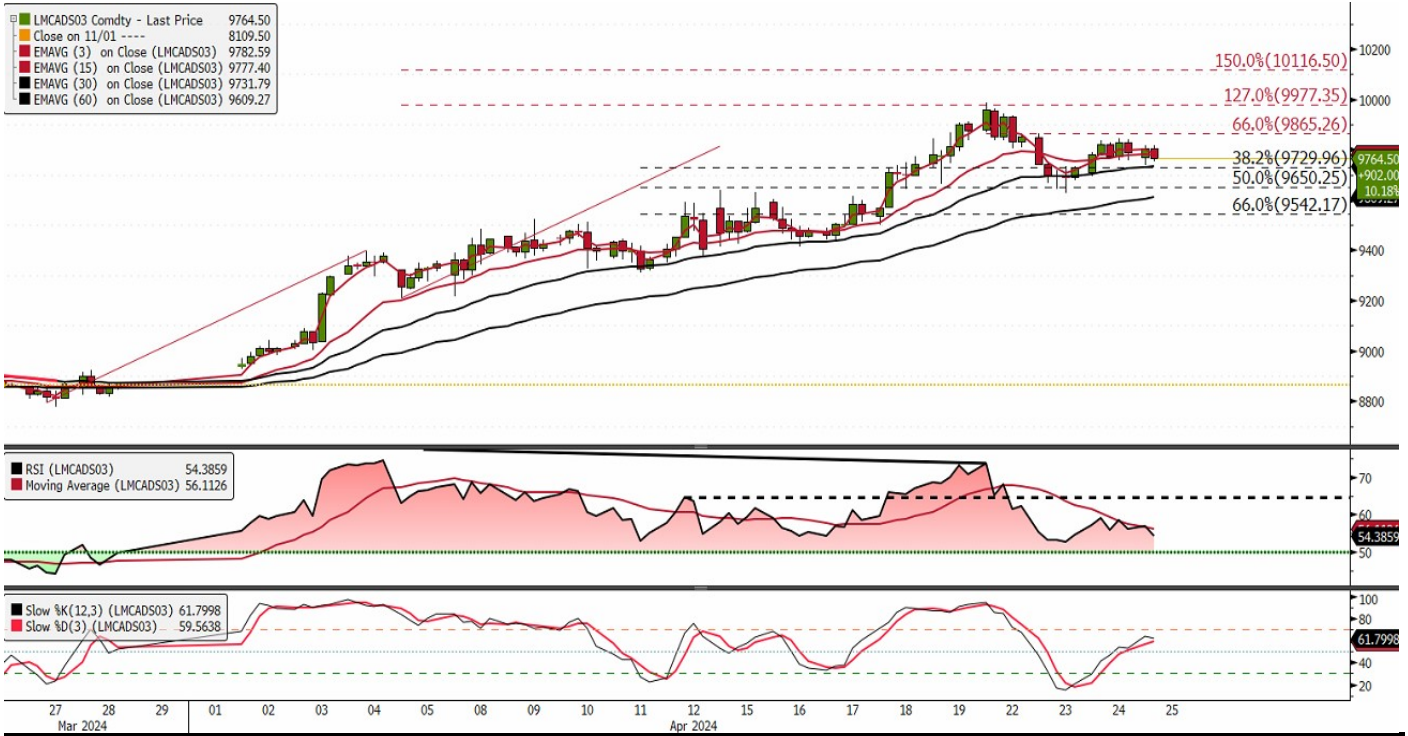 LMCADS03 Comdty - Last Price 9764.50
Close on 11/01 ---- 8109.50
EMAVG (3) on Close (LMCADS03) 9782.59
EMAVG (15) on Close (LMCADS03) 9777.40
EMAVG (30) on Close (LMCADS03) 9731.79
EMAVG (60) on Close (LMCADS03) 9609.27
10200
150.0%(10116.50)
10000
127.0%(9977.35)
66.0%(9865.26)
38.2%(9729.96)
9764.50
+902.00
10.18%
50.0%(9650.25)
66.0%(9542.17)
9400
9200
9000
8800
RSI (LMCADS03) 54.3859
Moving Average (LMCADS03) 56.1126
70
60
54.3859
50
Slow %K(12,3) (LMCADS03) 61.7998
Slow %D(3) (LMCADS03) 59.5638
100
80
61.7998
40
20
27 28 29 01 02 03 04 05 08 09 10 11 12 15 16 17 18 19 22 23 24 25
Mar 2024 Apr 2024